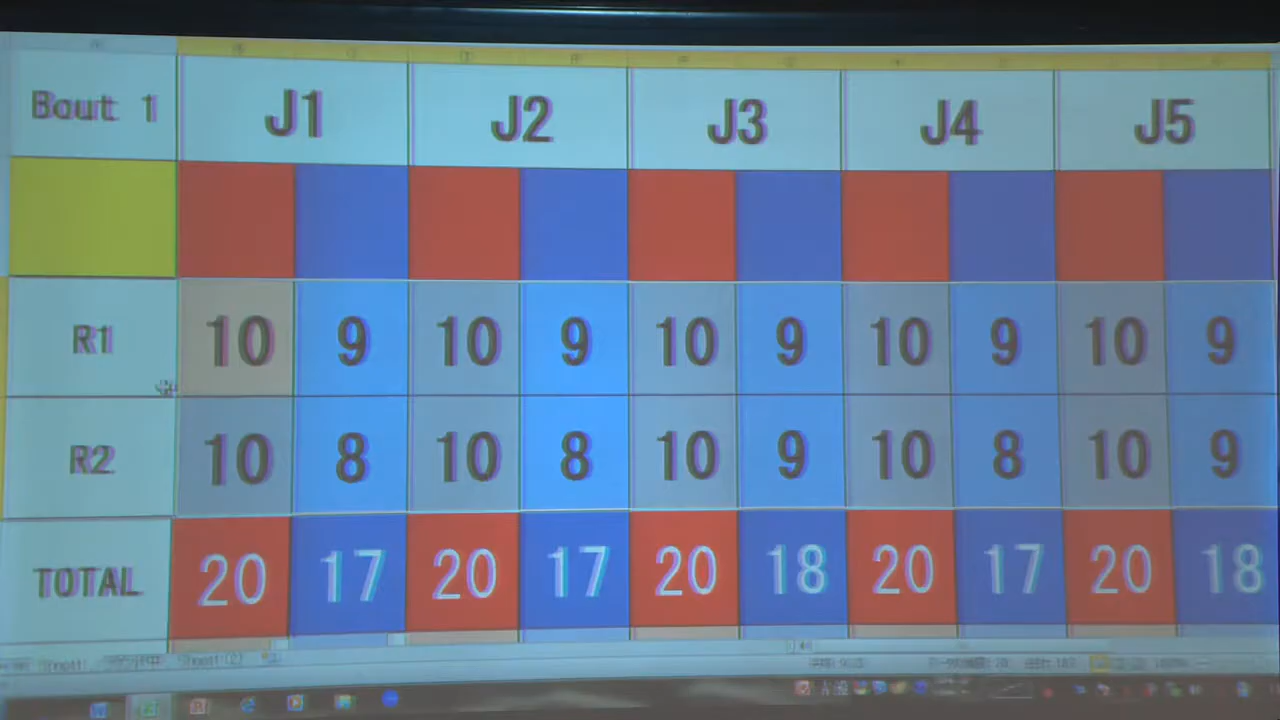 Bout 1 J1 J2 J3 J4 J5
R1 10 9 10 9 10 9 10 9 10 9
R2 10 8 10 8 10 9 10 8 10 9
TOTAL 20 17 20 17 20 18 20 17 20 18